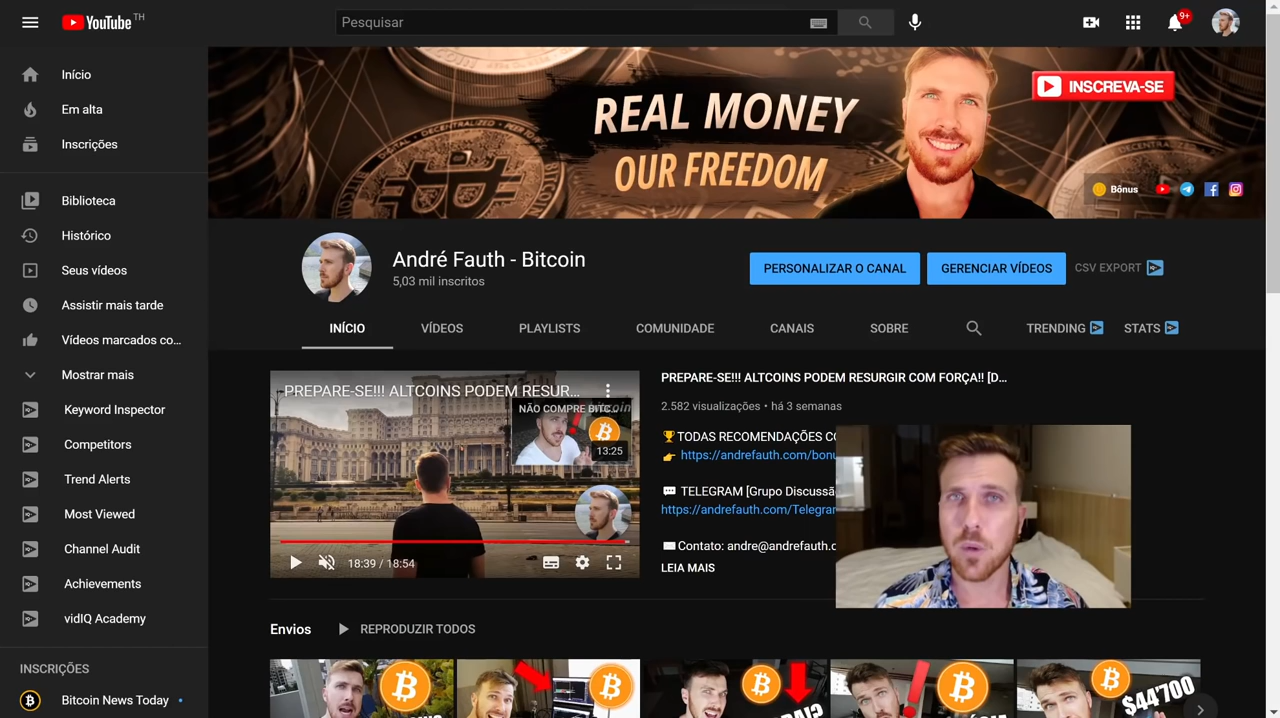 YouTube TH
Pesquisar
9+
Início
Em alta
Inscrições
Biblioteca
Histórico
Seus vídeos
Assistir mais tarde
Vídeos marcados co...
Mostrar mais
Keyword Inspector
Competitors
Trend Alerts
Most Viewed
Channel Audit
Achievements
vidIQ Academy
INSCRIÇÕES
Bitcoin News Today
REAL MONEY
OUR FREEDOM
INSCREVA-SE
Bônus
André Fauth - Bitcoin
5,03 mil inscritos
PERSONALIZAR O CANAL
GERENCIAR VÍDEOS
CSV EXPORT
INÍCIO
VÍDEOS
PLAYLISTS
COMUNIDADE
CANAIS
SOBRE
TRENDING
STATS
PREPARE-SE!!! ALTCOINS PODEM RESUR...
NÃO COMPRE BITC...
13:25
18:39 / 18:54
PREPARE-SE!!! ALTCOINS PODEM RESURGIR COM FORÇA!! [D...
2.582 visualizações • há 3 semanas
TODAS RECOMENDAÇÕES
https://andrefauth.com/bonu
TELEGRAM [Grupo Discussã
https://andrefauth.com/Telegra
Contato: andre@andrefauth.c
LEIA MAIS
Envios
REPRODUZIR TODOS
$44'700